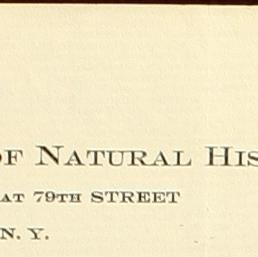 OF NATURAL HIS
AT 79TH STREET
N. Y.